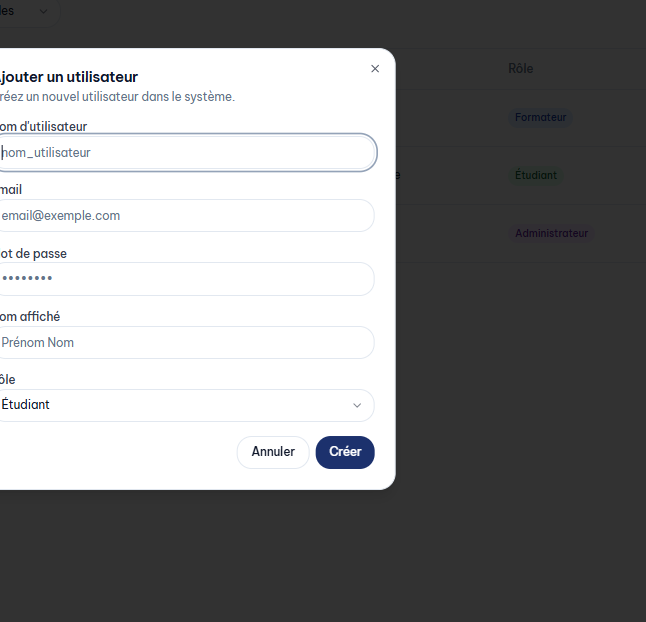 les
jouter un utilisateur
réez un nouvel utilisateur dans le système.
Rôle
om d'utilisateur
nom_utilisateur
Formateur
mail
email@exemple.com
e
Étudiant
ot de passe
••••••••
Administrateur
om affiché
Prénom Nom
ôle
Étudiant
Annuler
Créer